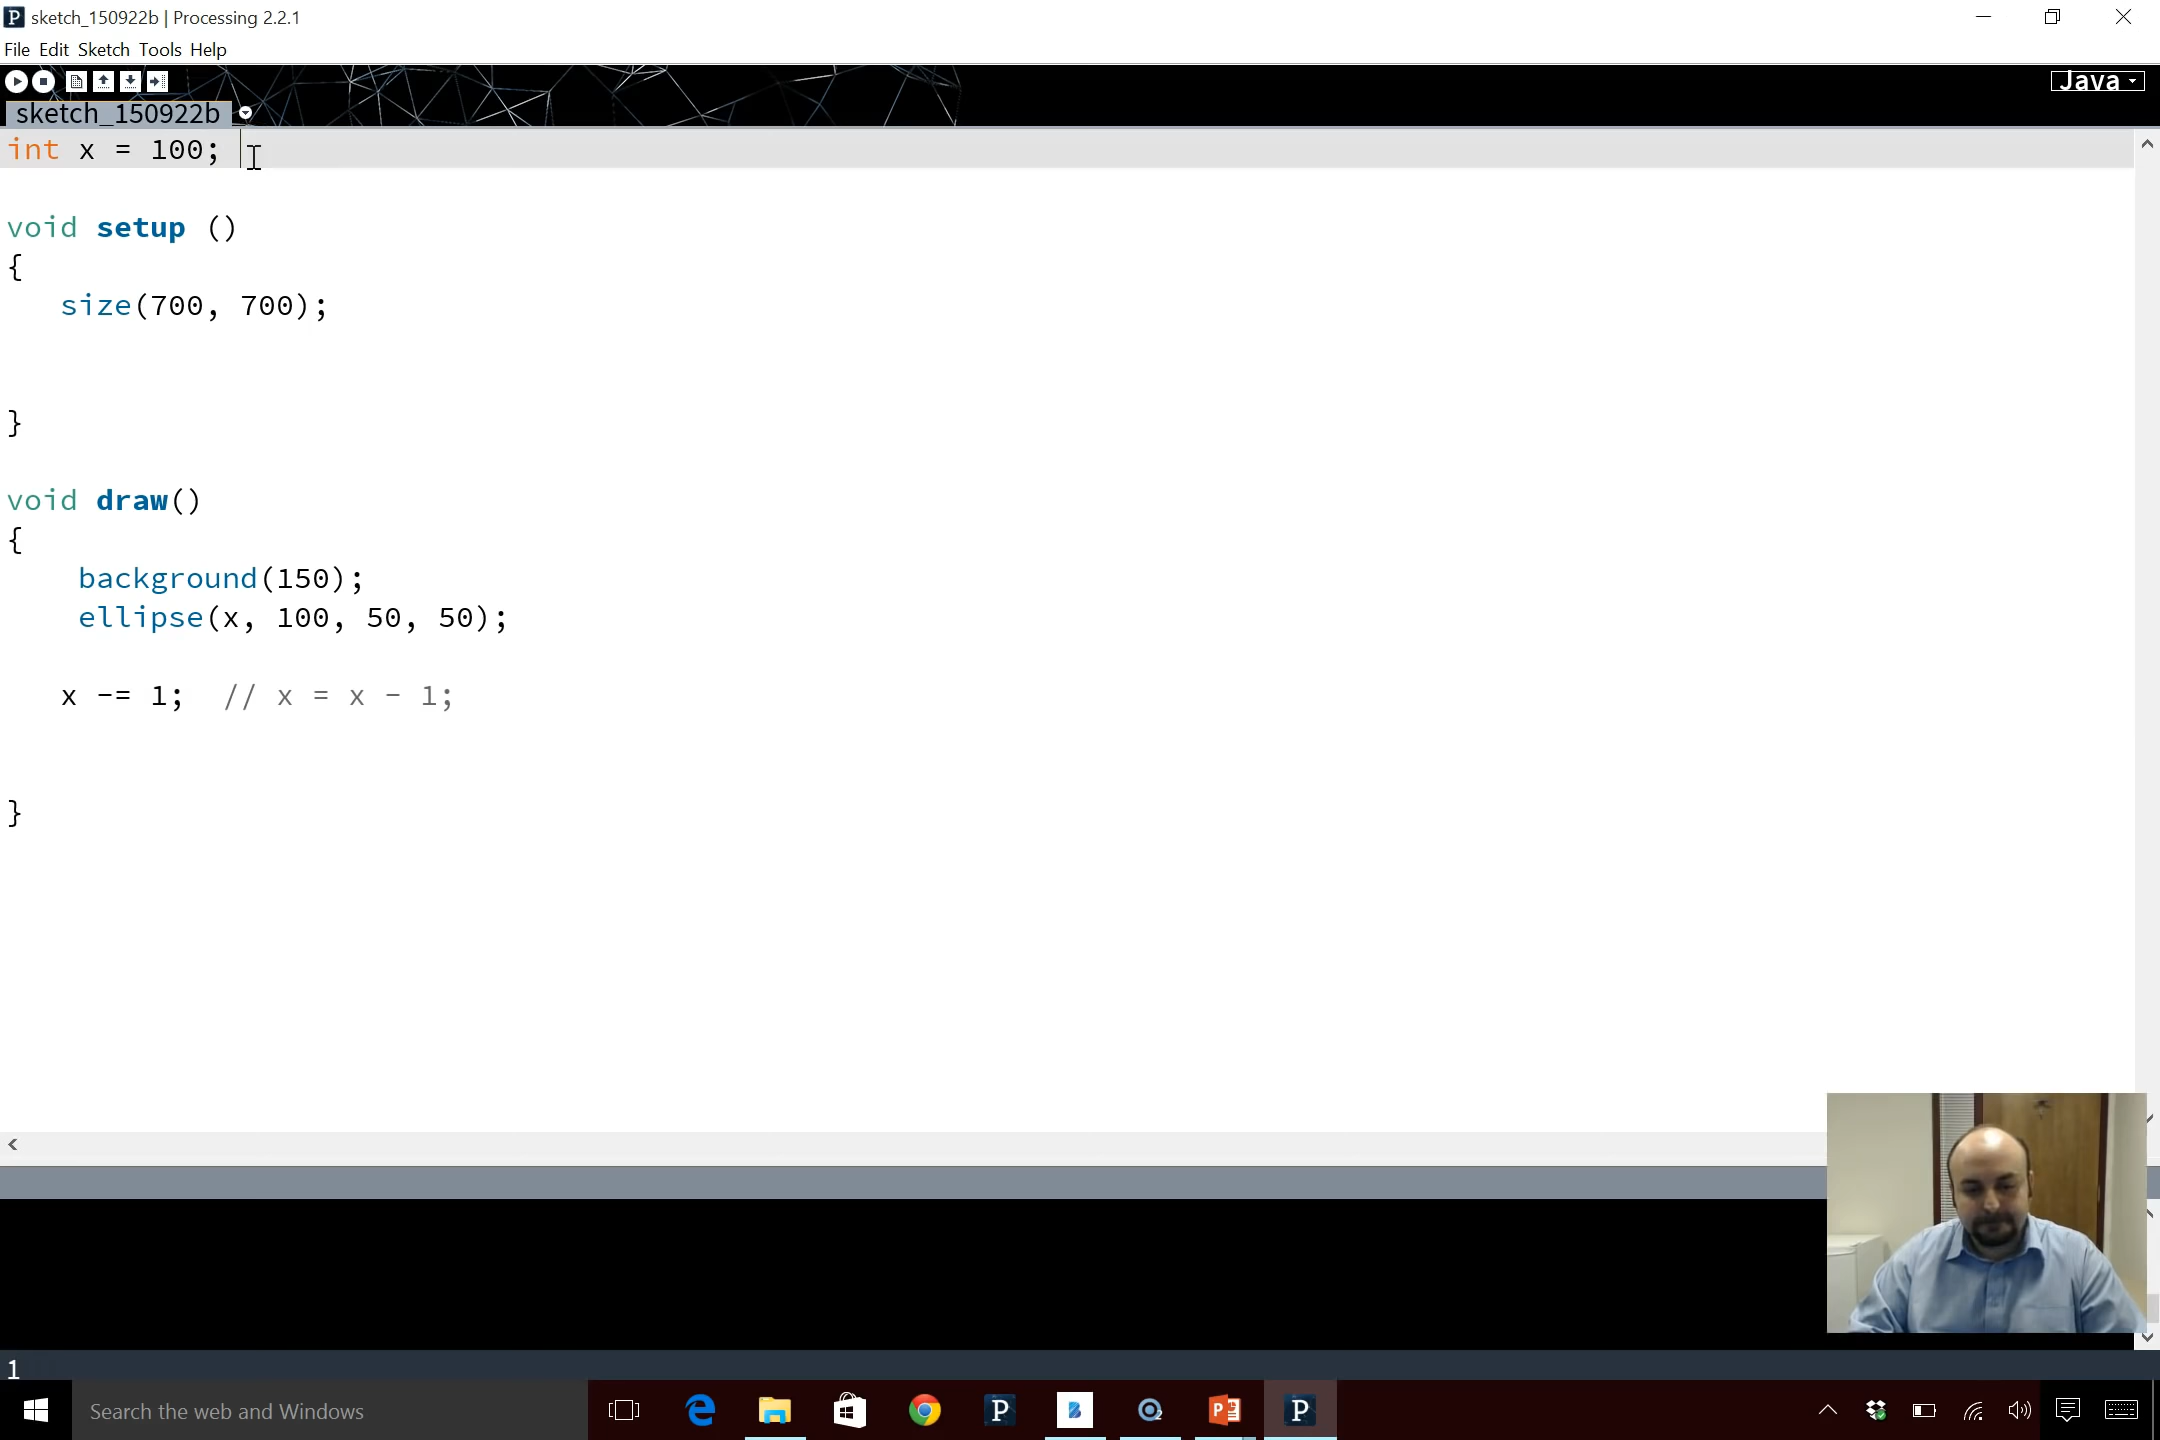 sketch_150922b | Processing 2.2.1
File Edit Sketch Tools Help
Java
sketch_150922b
int x = 100;
void setup ()
{
size(700, 700);
}
void draw()
{
background(150);
ellipse(x, 100, 50, 50);
x -= 1;  // x = x - 1;
}
1
Search the web and Windows